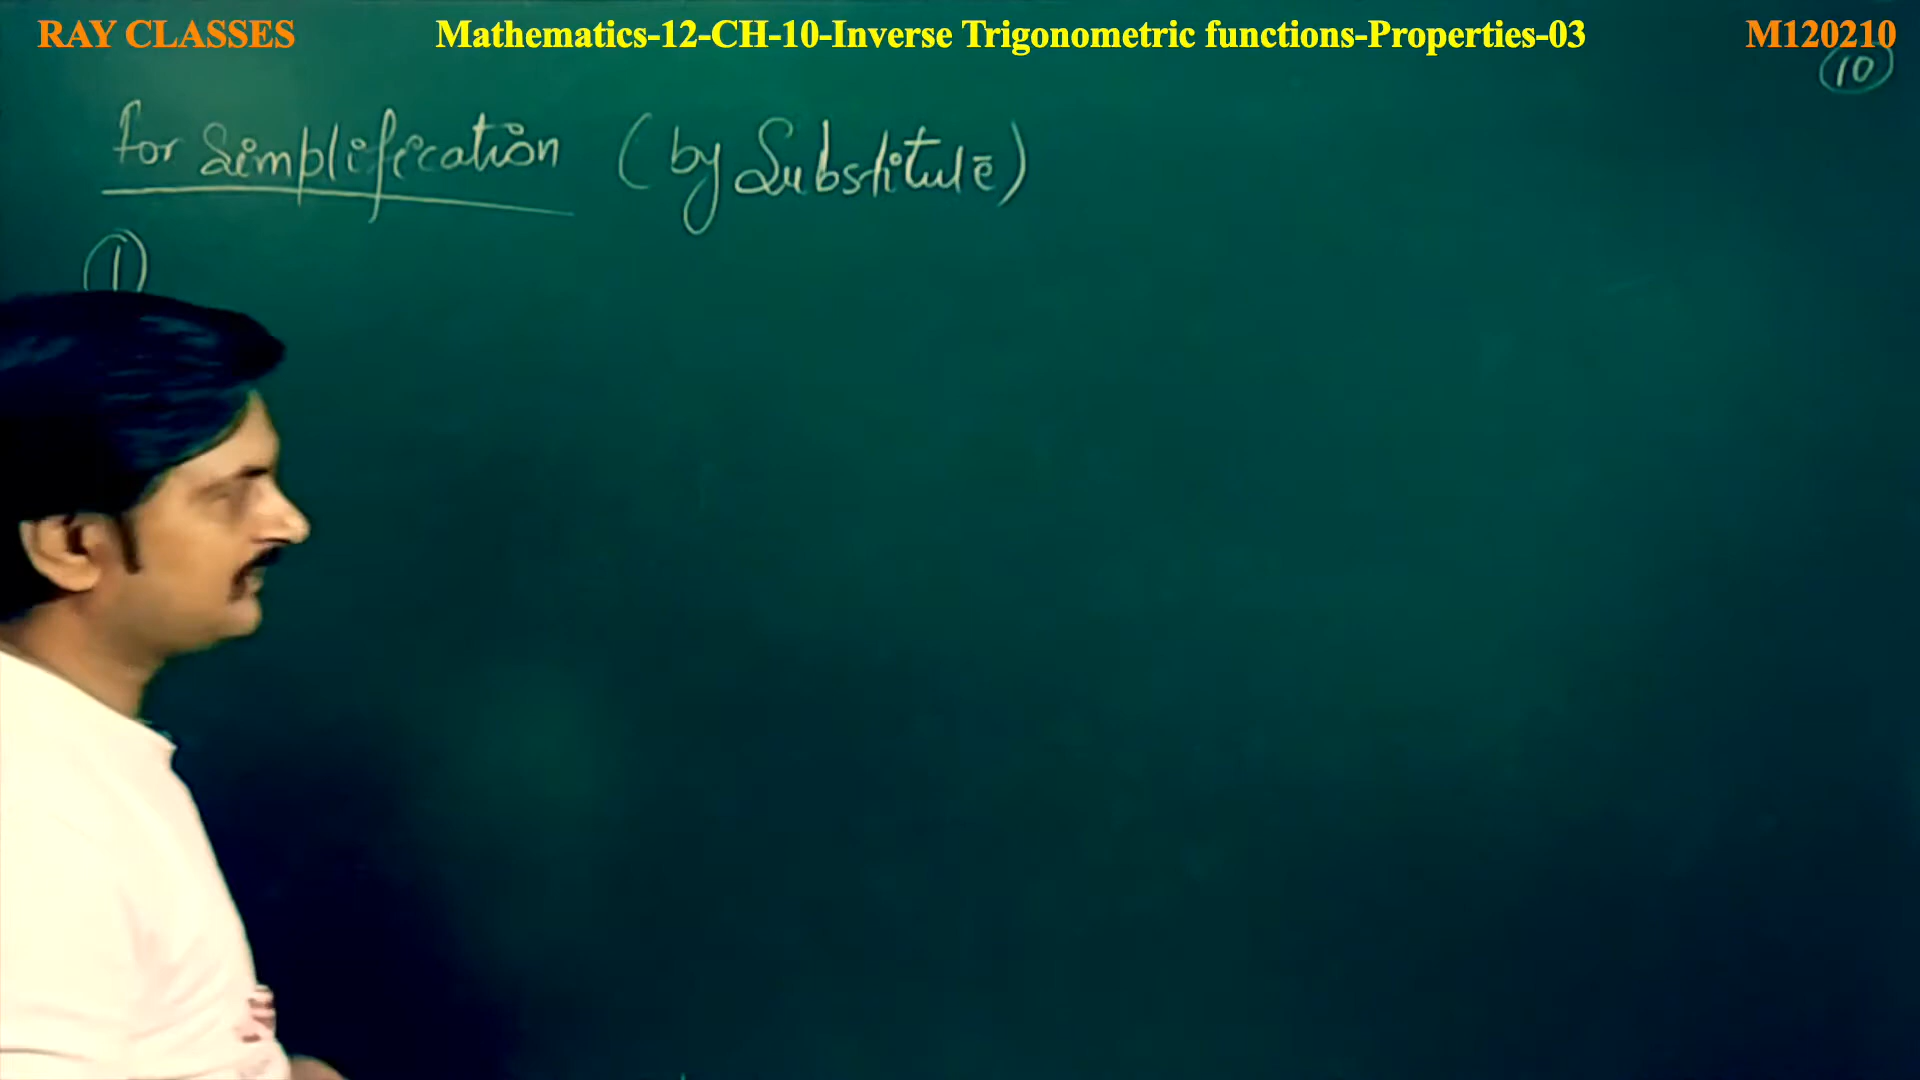 RAY CLASSES Mathematics-12-CH-10-Inverse Trigonometric functions-Properties-03 M120210
10
for Simplification (by Substitute)
1